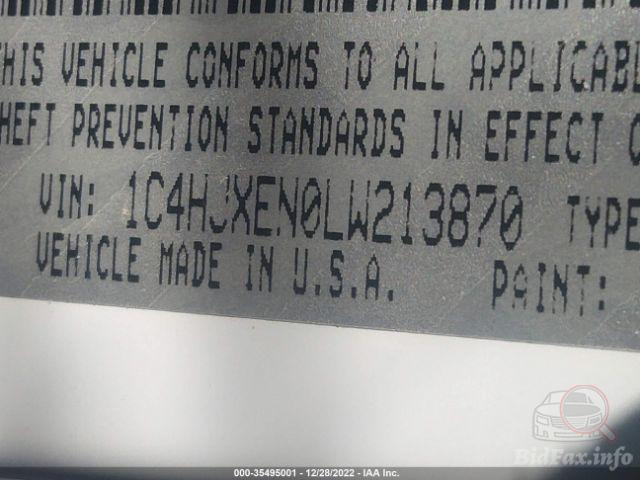 THIS VEHICLE CONFORMS TO ALL APPLICABL
HEFT PREVENTION STANDARDS IN EFFECT O
VIN: 1C4HJXEN0LW213870 TYPE
VEHICLE MADE IN U.S.A. PAINT:
BidFax.info
000-35495001 - 12/28/2022 - IAA Inc.